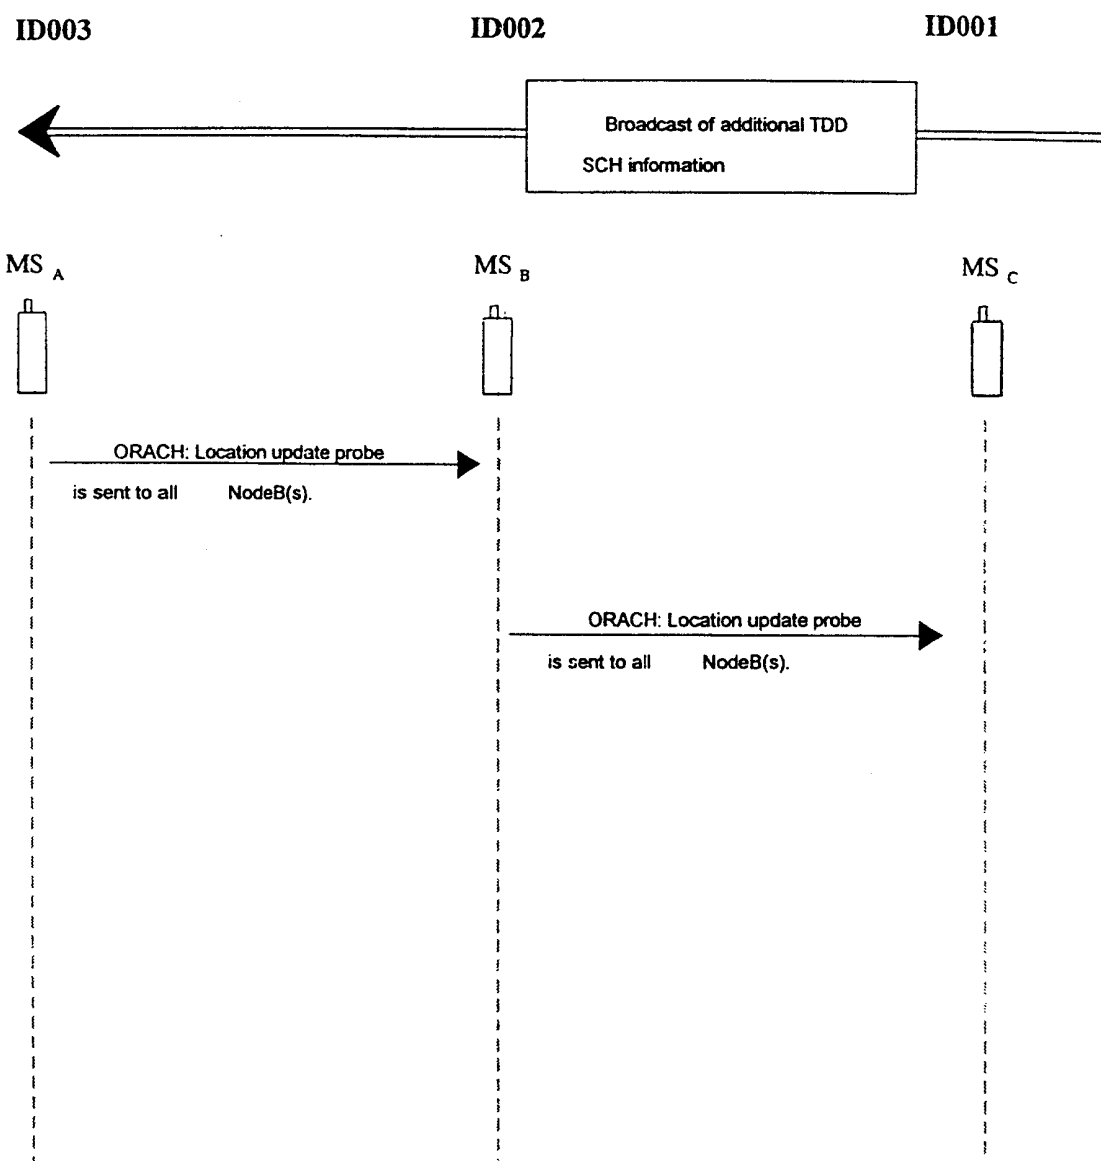 ID003 ID002 ID001
Broadcast of additional TDD
SCH information
MS A MS B MS C
ORACH: Location update probe
is sent to all NodeB(s).
ORACH: Location update probe
is sent to all NodeB(s).